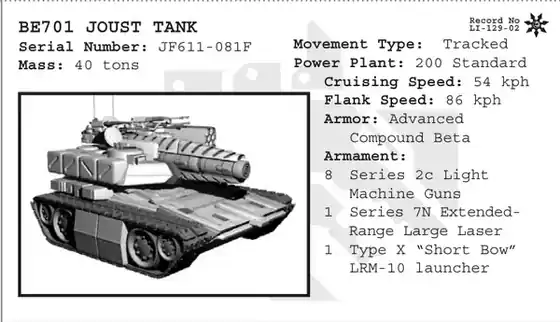 BE701 JOUST TANK
Serial Number: JF611-081F
Mass: 40 tons
Record No
LI-129-02
Movement Type: Tracked
Power Plant: 200 Standard
Cruising Speed: 54 kph
Flank Speed: 86 kph
Armor: Advanced
Compound Beta
Armament:
8 Series 2c Light
Machine Guns
1 Series 7N Extended-
Range Large Laser
1 Type X “Short Bow”
LRM-10 launcher